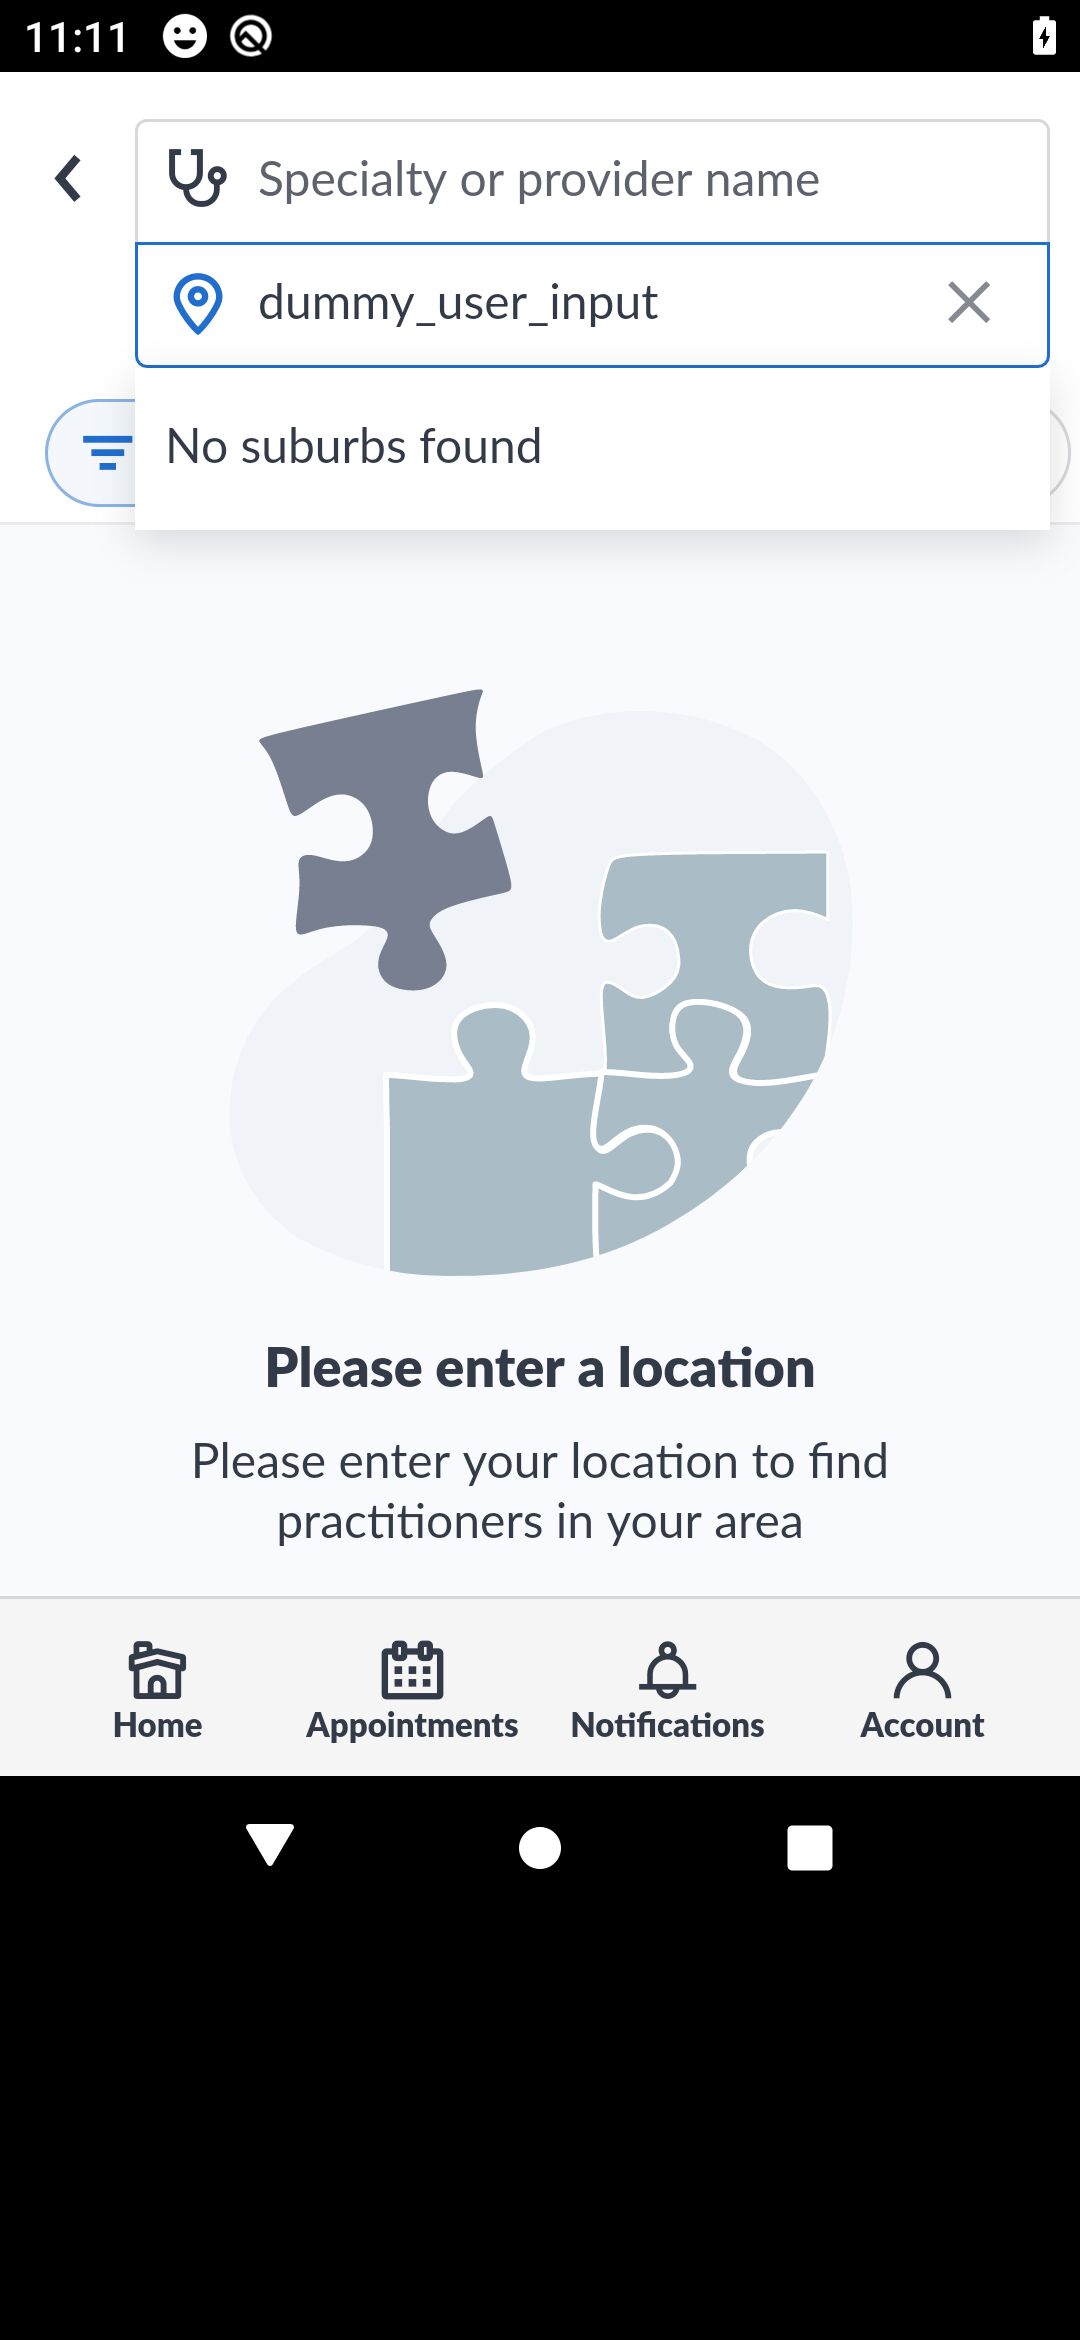 11:11
Specialty or provider name
dummy_user_input
No suburbs found
Please enter a location
Please enter your location to find
practitioners in your area
Home
Appointments
Notifications
Account